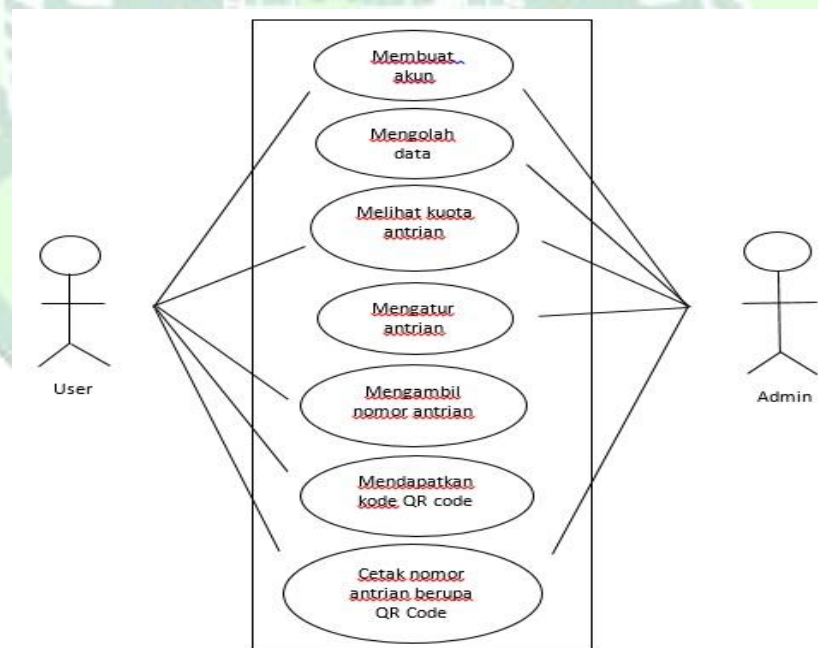 Membuat
akun
Mengolah
data
Melihat kuota
antrian
Mengatur
antrian
Mengambil
nomor antrian
Mendapatkan
kode QR code
Cetak nomor
antrian berupa
QR Code
User
Admin